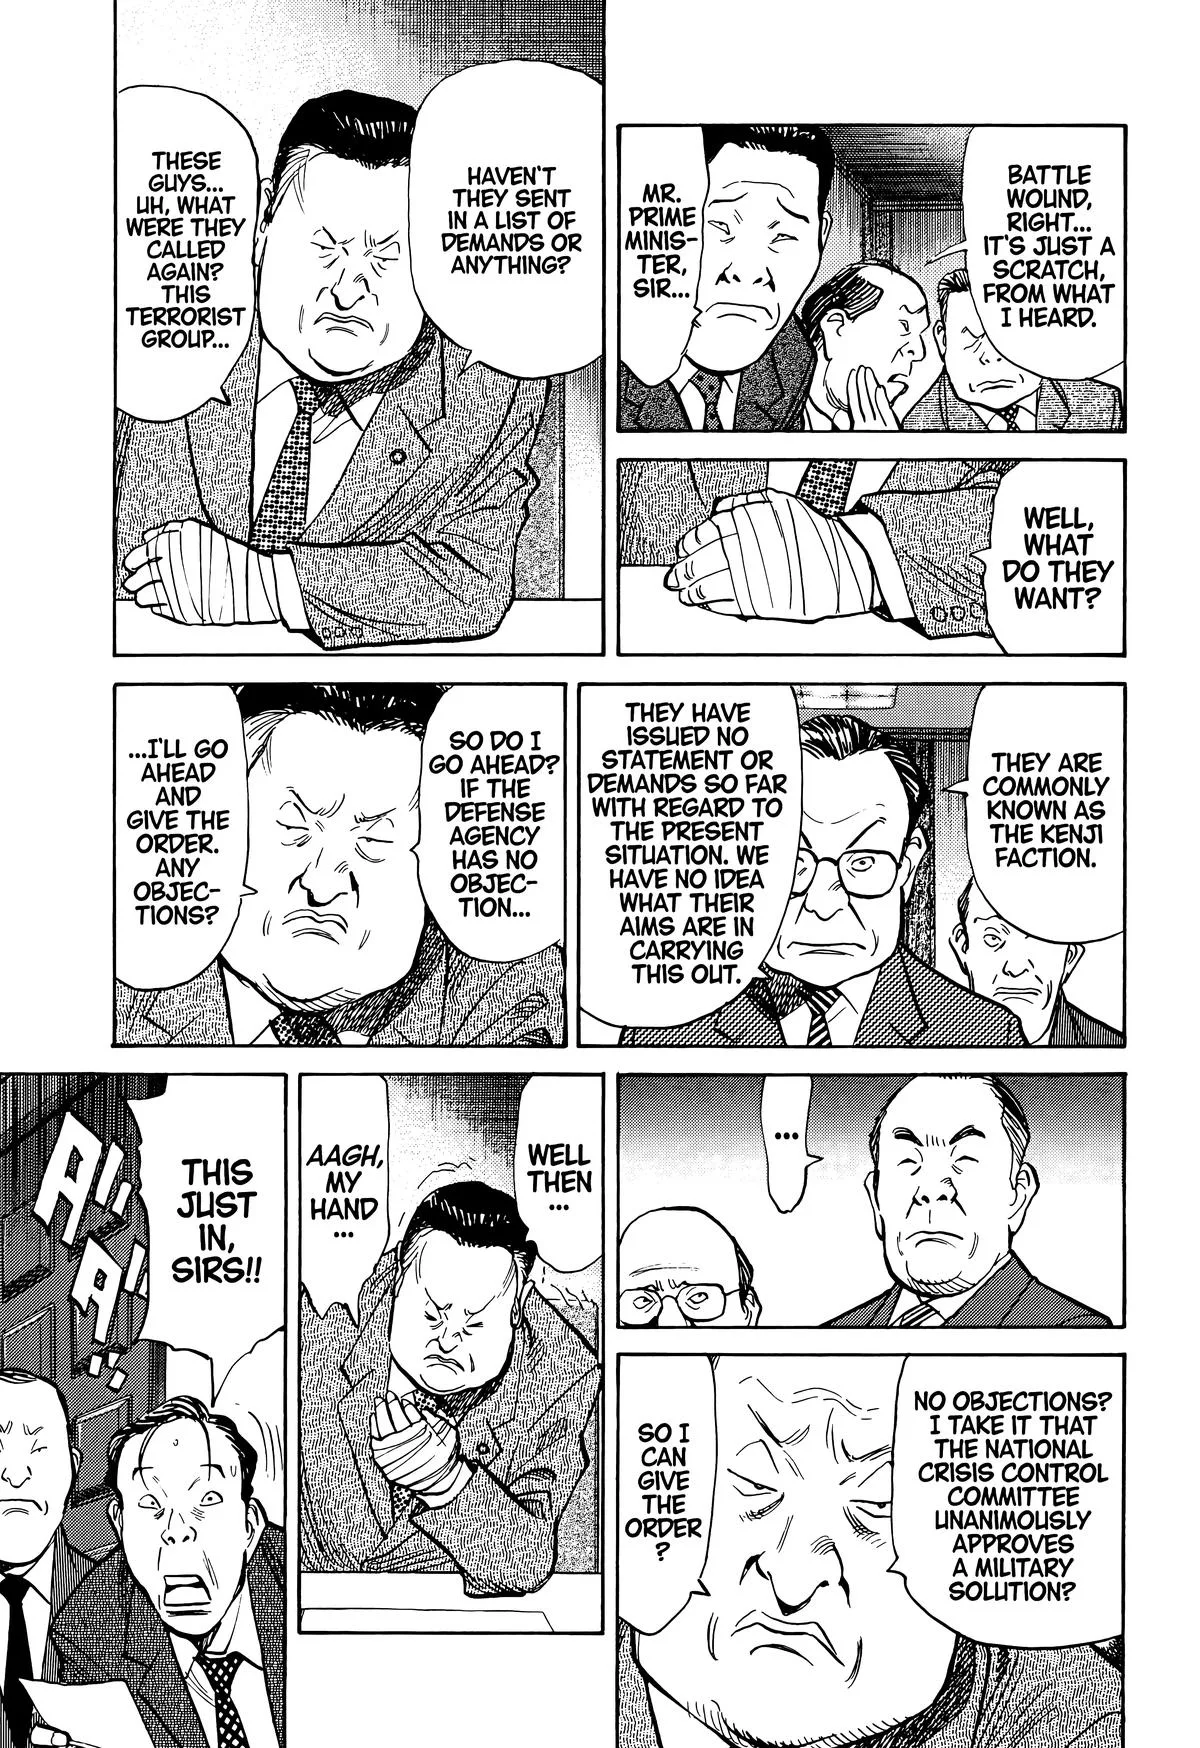 BATTLE
WOUND,
RIGHT...
IT'S JUST A
SCRATCH,
FROM WHAT
I HEARD.
MR.
PRIME
MINIS-
TER,
SIR...
WELL,
WHAT
DO THEY
WANT?
HAVEN'T
THEY SENT
IN A LIST OF
DEMANDS OR
ANYTHING?
THESE
GUYS...
UH, WHAT
WERE THEY
CALLED
AGAIN?
THIS
TERRORIST
GROUP...
THEY ARE
COMMONLY
KNOWN AS
THE KENJI
FACTION.
THEY HAVE
ISSUED NO
STATEMENT OR
DEMANDS SO FAR
WITH REGARD TO
THE PRESENT
SITUATION. WE
HAVE NO IDEA
WHAT THEIR
AIMS ARE IN
CARRYING
THIS OUT.
SO DO I
GO AHEAD?
IF THE
DEFENSE
AGENCY
HAS NO
OBJEC-
TION...
...I'LL GO
AHEAD
AND
GIVE THE
ORDER.
ANY
OBJEC-
TIONS?
...
NO OBJECTIONS?
I TAKE IT THAT
THE NATIONAL
CRISIS CONTROL
COMMITTEE
UNANIMOUSLY
APPROVES
A MILITARY
SOLUTION?
SO I
CAN
GIVE
THE
ORDER
?
WELL
THEN
...
AAGH,
MY
HAND
...
THIS
JUST
IN,
SIRS!!